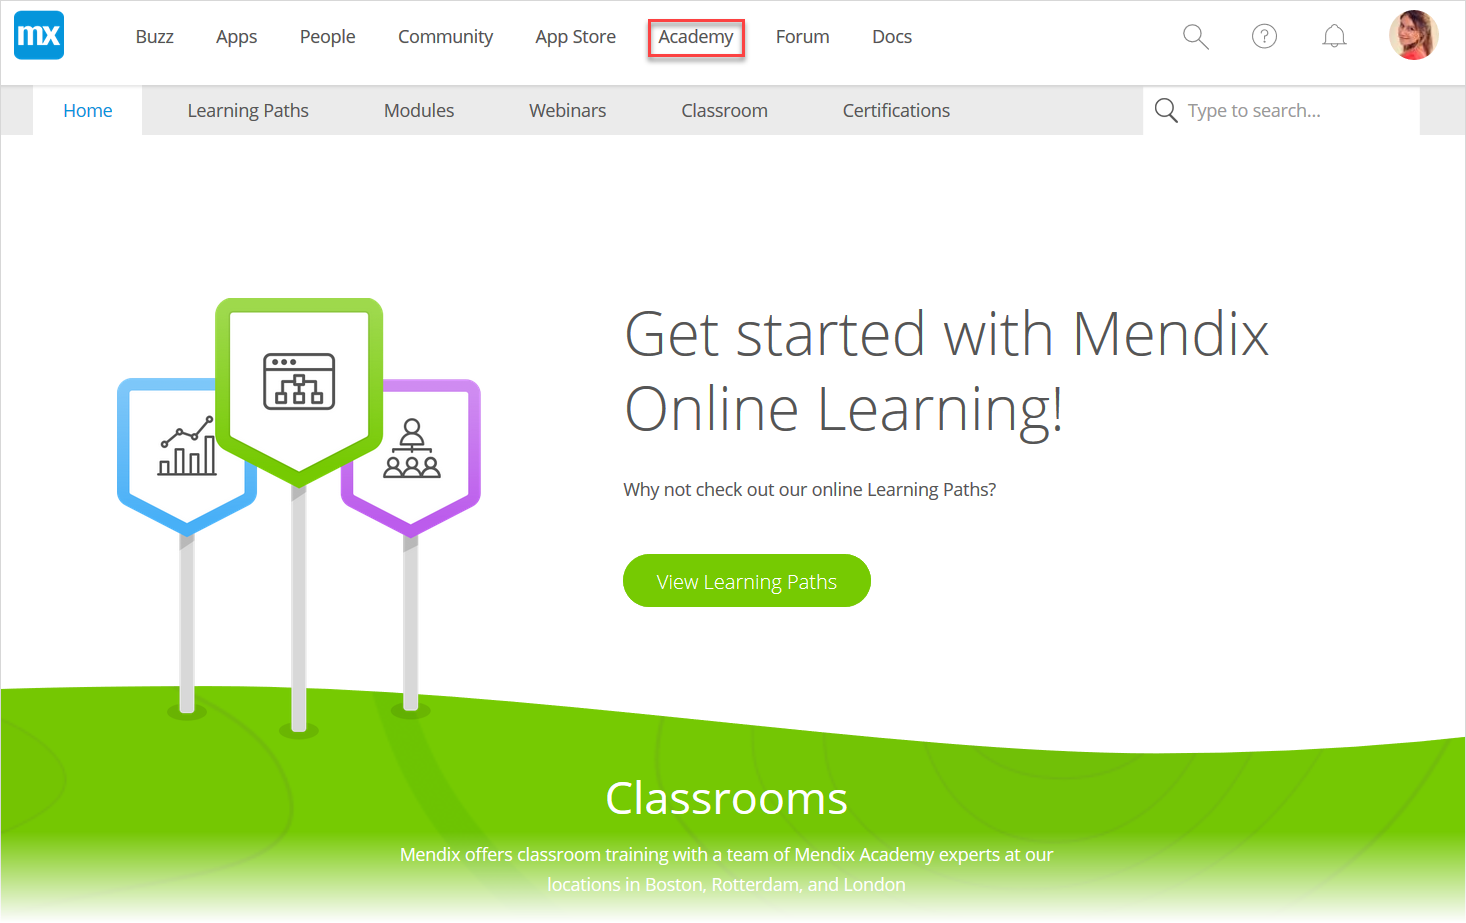 mx Buzz Apps People Community App Store Academy Forum Docs ?
Home Learning Paths Modules Webinars Classroom Certifications Type to search...
Get started with Mendix
Online Learning!
Why not check out our online Learning Paths?
View Learning Paths
Classrooms
Mendix offers classroom training with a team of Mendix Academy experts at our
locations in Boston, Rotterdam, and London